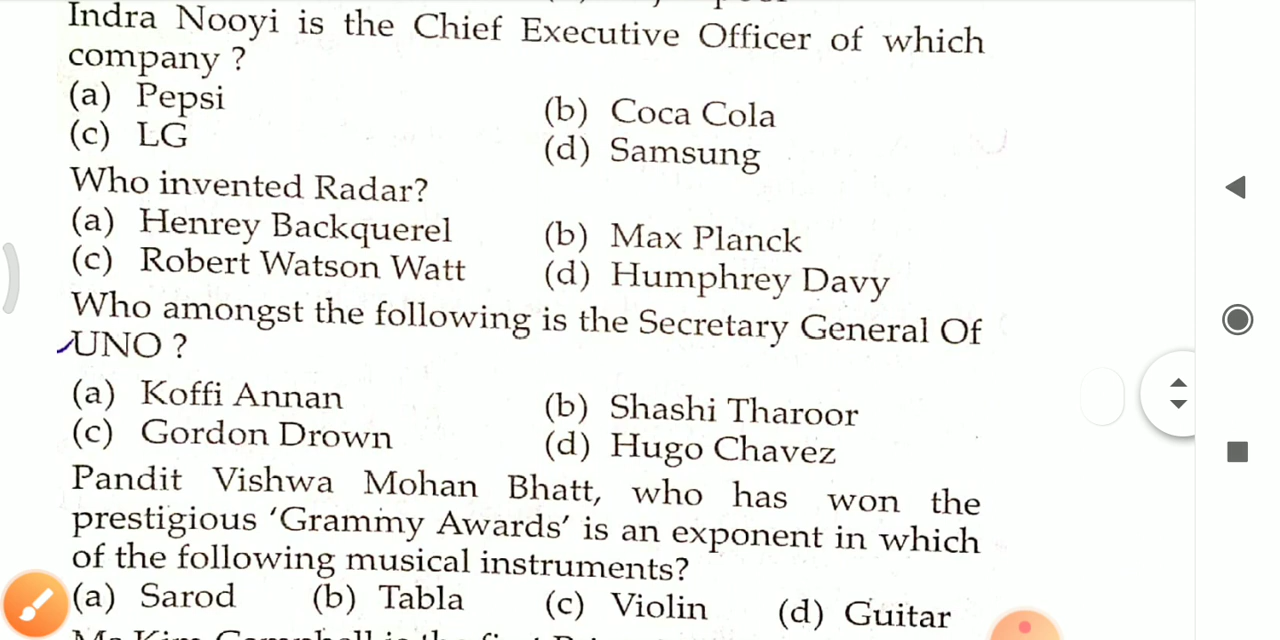 Indra Nooyi is the Chief Executive Officer of which
company ?
(a) Pepsi (b) Coca Cola
(c) LG (d) Samsung
Who invented Radar?
(a) Henrey Backquerel (b) Max Planck
(c) Robert Watson Watt (d) Humphrey Davy
Who amongst the following is the Secretary General Of
UNO ?
(a) Koffi Annan (b) Shashi Tharoor
(c) Gordon Drown (d) Hugo Chavez
Pandit Vishwa Mohan Bhatt, who has won the
prestigious ‘Grammy Awards’ is an exponent in which
of the following musical instruments?
(a) Sarod (b) Tabla (c) Violin (d) Guitar